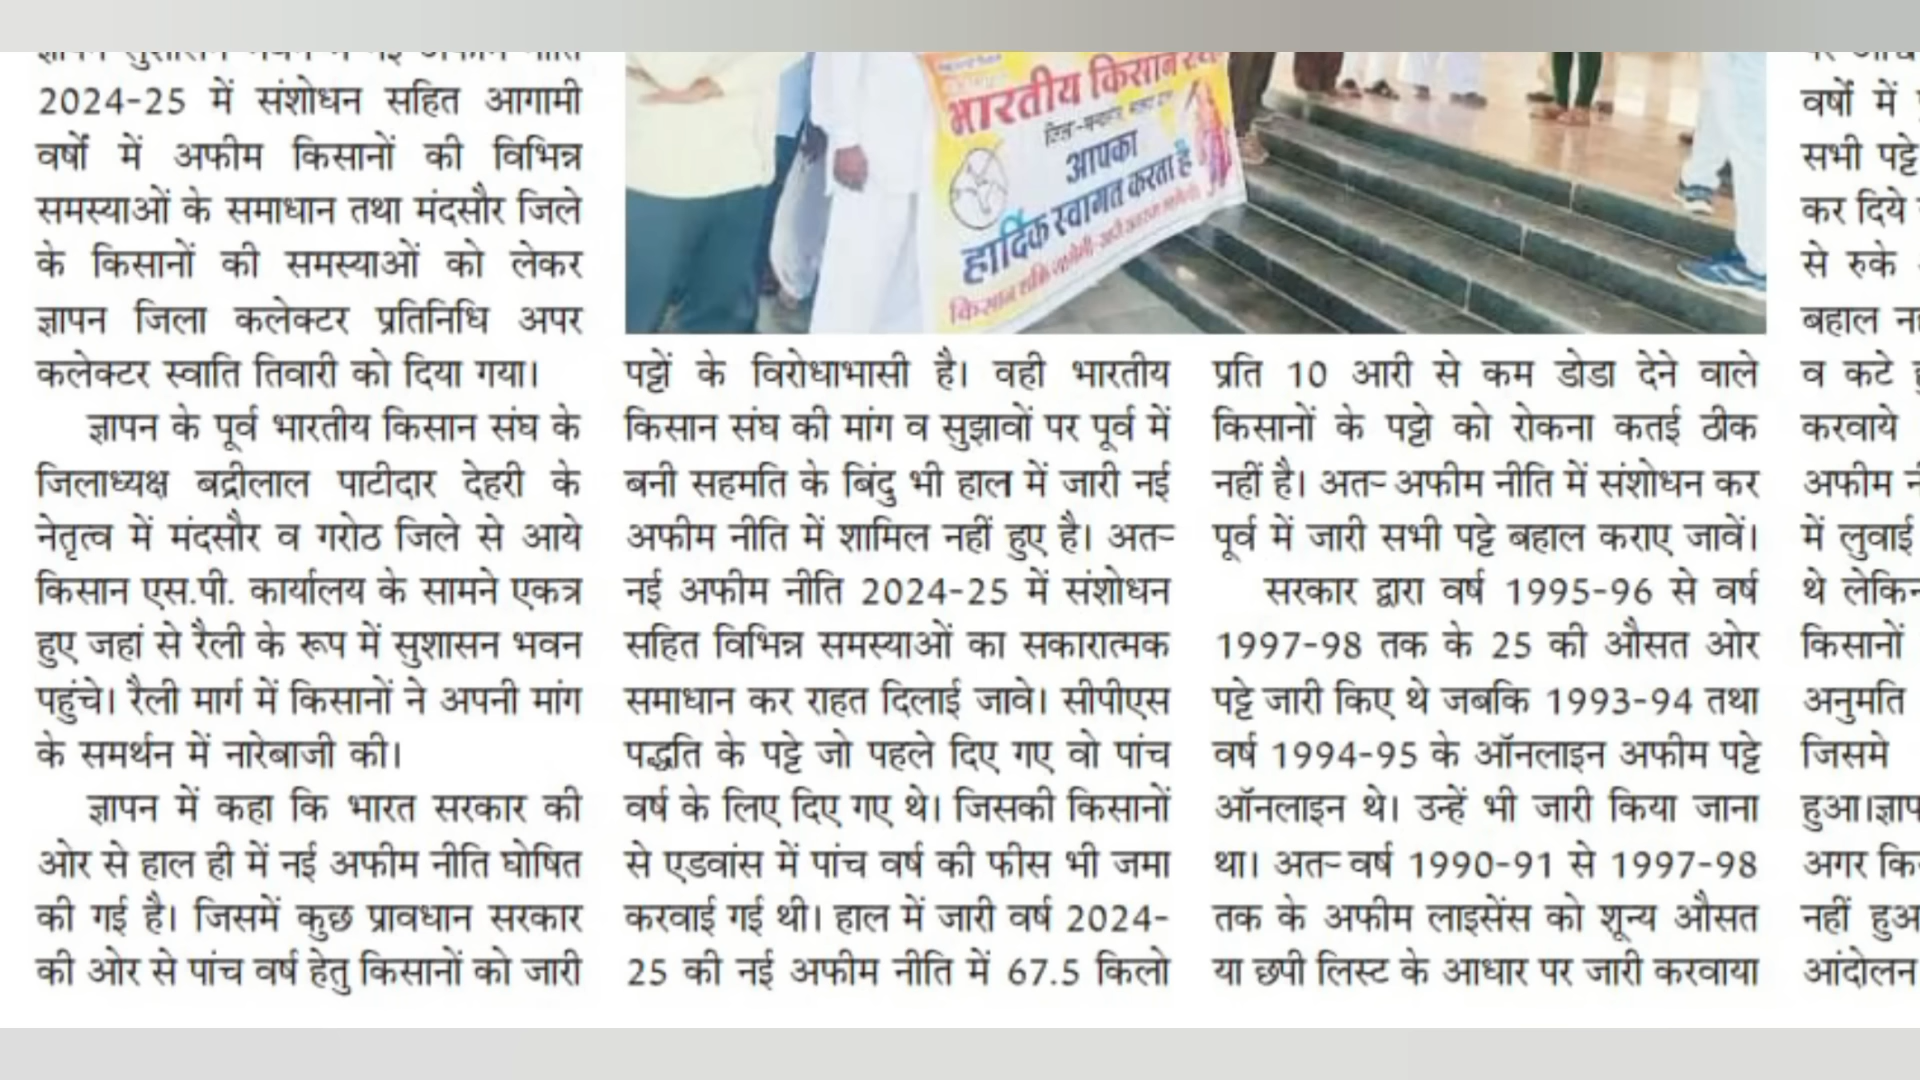 2024-25 में संशोधन सहित आगामी
वर्षों में अफीम किसानों की विभिन्न
समस्याओं के समाधान तथा मंदसौर जिले
के किसानों की समस्याओं को लेकर
ज्ञापन जिला कलेक्टर प्रतिनिधि अपर
कलेक्टर स्वाति तिवारी को दिया गया।
ज्ञापन के पूर्व भारतीय किसान संघ के
जिलाध्यक्ष बद्रीलाल पाटीदार देहरी के
नेतृत्व में मंदसौर व गरोठ जिले से आये
किसान एस.पी. कार्यालय के सामने एकत्र
हुए जहां से रैली के रूप में सुशासन भवन
पहुंचे। रैली मार्ग में किसानों ने अपनी मांग
के समर्थन में नारेबाजी की।
ज्ञापन में कहा कि भारत सरकार की
ओर से हाल ही में नई अफीम नीति घोषित
की गई है। जिसमें कुछ प्रावधान सरकार
की ओर से पांच वर्ष हेतु किसानों को जारी
भारतीय किसान
आपका
हार्दिक स्वागत करता है
पट्टों के विरोधाभासी है। वही भारतीय
किसान संघ की मांग व सुझावों पर पूर्व में
बनी सहमति के बिंदु भी हाल में जारी नई
अफीम नीति में शामिल नहीं हुए है। अतः-
नई अफीम नीति 2024-25 में संशोधन
सहित विभिन्न समस्याओं का सकारात्मक
समाधान कर राहत दिलाई जावे। सीपीएस
पद्धति के पट्टे जो पहले दिए गए वो पांच
वर्ष के लिए दिए गए थे। जिसकी किसानों
से एडवांस में पांच वर्ष की फीस भी जमा
करवाई गई थी। हाल में जारी वर्ष 2024-
25 की नई अफीम नीति में 67.5 किलो
प्रति 10 आरी से कम डोडा देने वाले
किसानों के पट्टो को रोकना कतई ठीक
नहीं है। अतः- अफीम नीति में संशोधन कर
पूर्व में जारी सभी पट्टे बहाल कराए जावें।
सरकार द्वारा वर्ष 1995-96 से वर्ष
1997-98 तक के 25 की औसत ओर
पट्टे जारी किए थे जबकि 1993-94 तथा
वर्ष 1994-95 के ऑनलाइन अफीम पट्टे
ऑनलाइन थे। उन्हें भी जारी किया जाना
था। अतः- वर्ष 1990-91 से 1997-98
तक के अफीम लाइसेंस को शून्य औसत
या छपी लिस्ट के आधार पर जारी करवाया
वर्षों में
सभी पट्टे
कर दिये
से रुके
बहाल
व कटे
करवाये
अफीम
में लुवाई
थे
किसानों
अनुमति
जिसमे
हुआ।
अगर
नहीं
आंदोलन